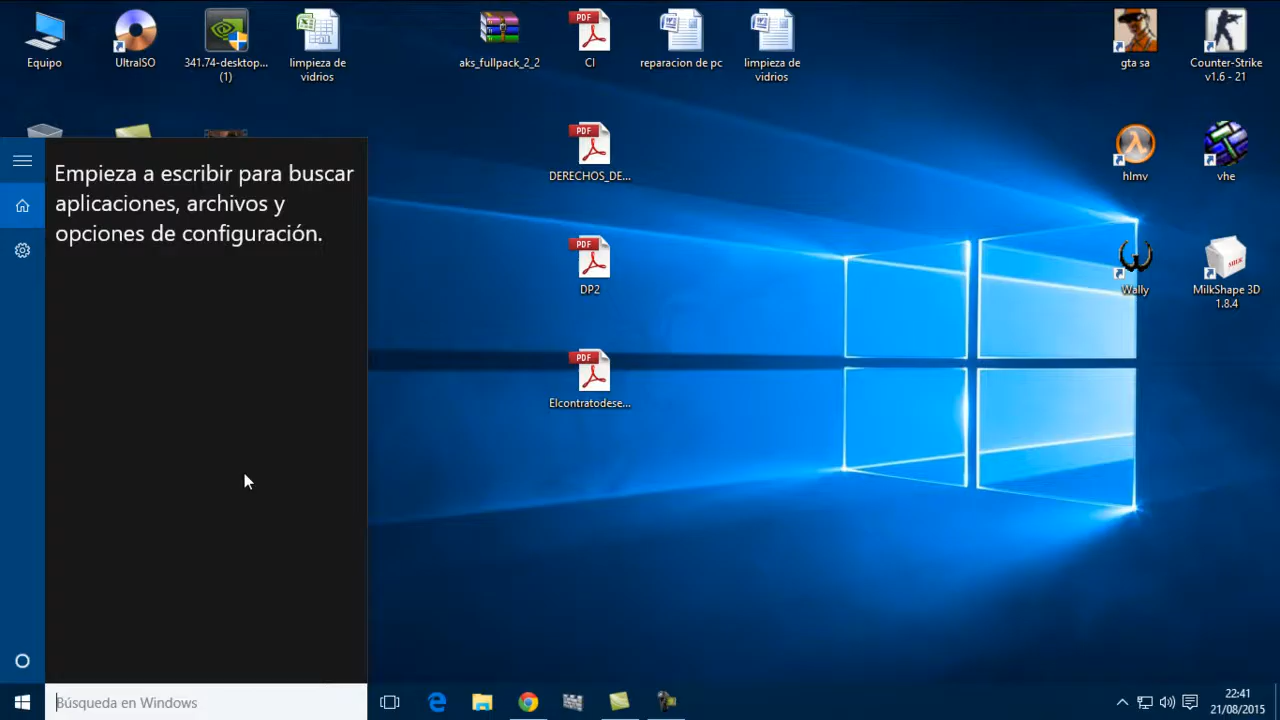 Equipo
UltraISO
341.74-desktop...
(1)
limpieza de
vidrios
aks_fullpack_2_2
PDF
CI
reparacion de pc
limpieza de
vidrios
gta sa
Counter-Strike
v1.6 - 21
PDF
DERECHOS_DE...
hlmv
vhe
PDF
DP2
Wally
MILK
MilkShape 3D
1.8.4
PDF
Elcontratodese...
Empieza a escribir para buscar
aplicaciones, archivos y
opciones de configuración.
Búsqueda en Windows
22:41
21/08/2015